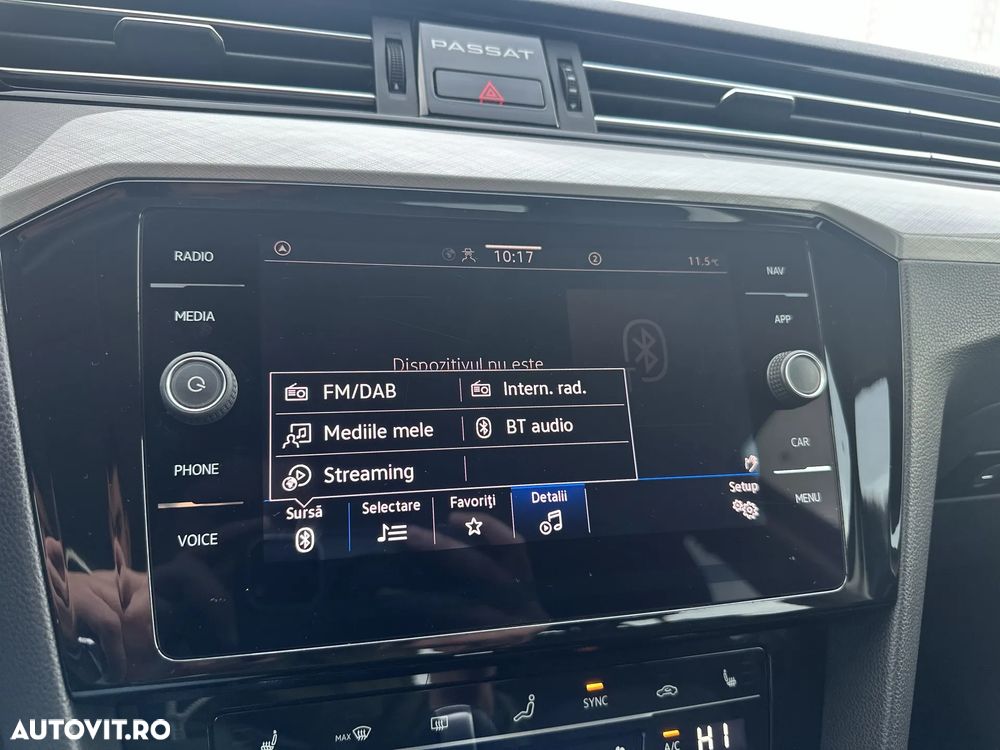 PASSAT
RADIO
MEDIA
PHONE
VOICE
10:17
2
11.5°C
NAV
APP
CAR
MENU
Dispozitivul nu este
FM/DAB
Intern. rad.
Mediile mele
BT audio
Streaming
Sursă
Selectare
Favoriți
Detalii
Setup
MAX
SYNC
A/C
HI
AUTOVIT.RO